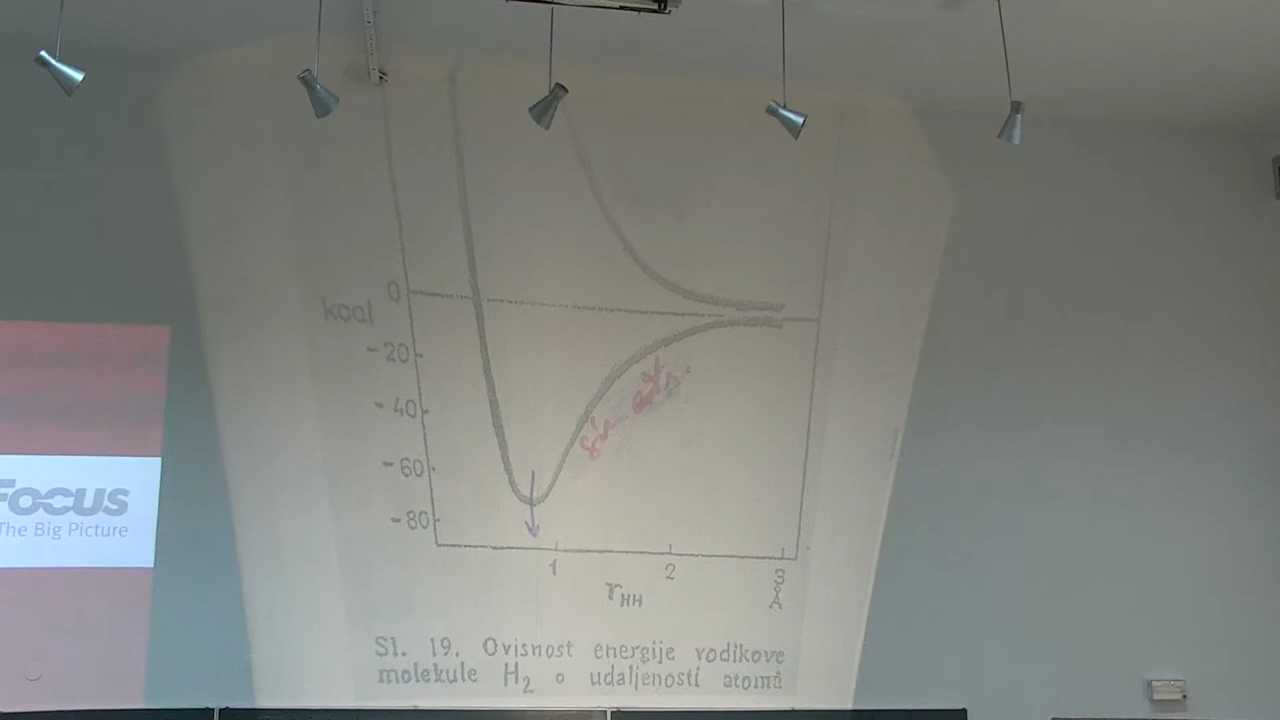 0
kcal
-20
-40
-60
-80
1 2 3
Å
rHH
Sl. 19. Ovisnost energije vodikove
molekule H2 o udaljenosti atoma
Focus
The Big Picture